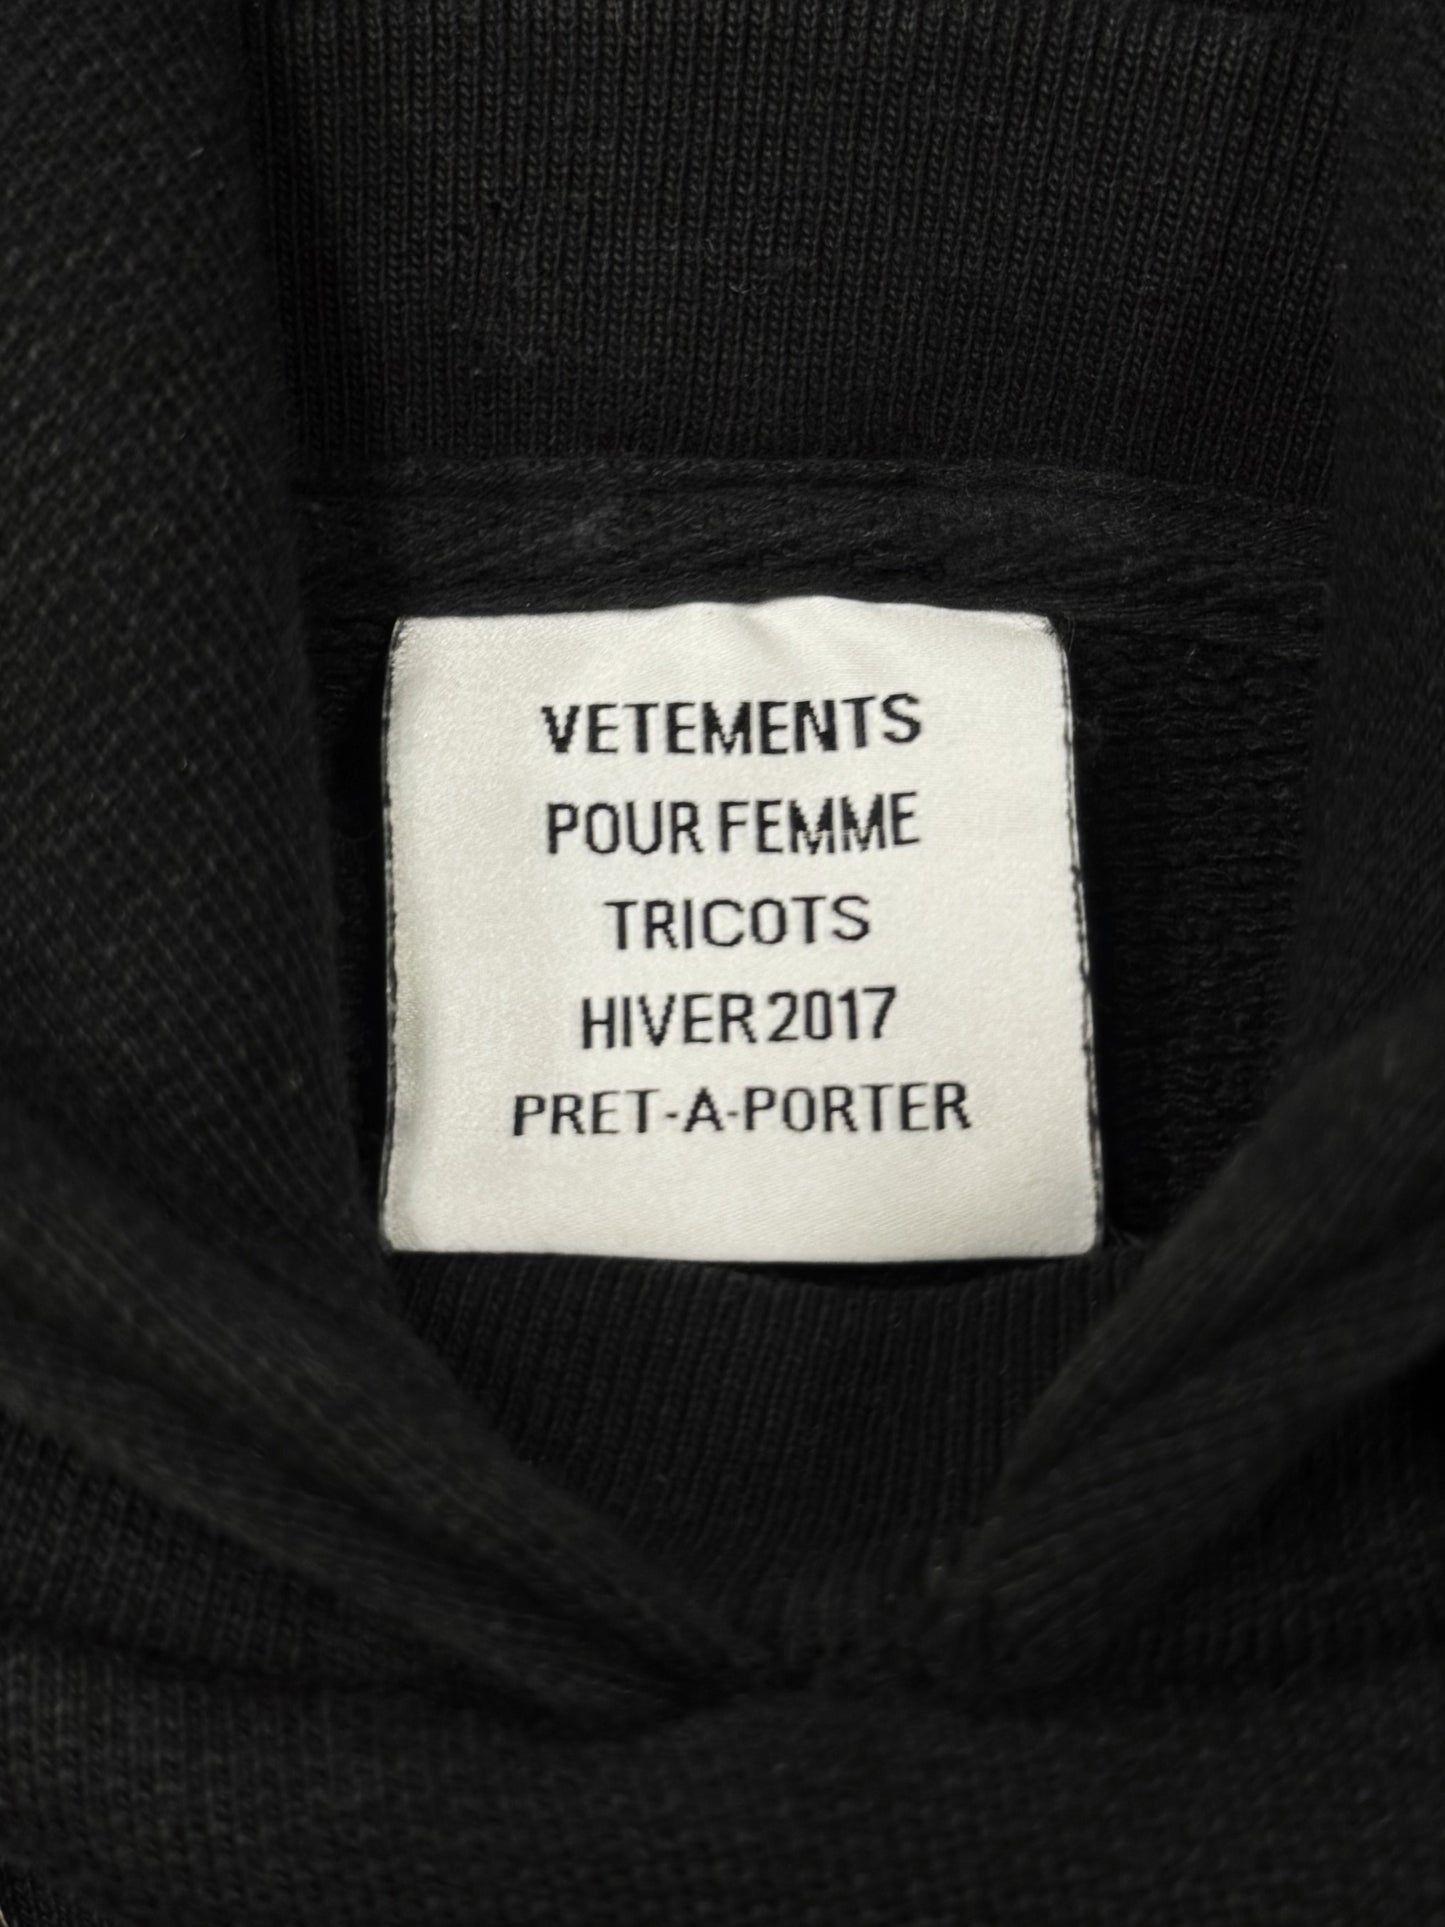 VETEMENTS
POUR FEMME
TRICOTS
HIVER 2017
PRET-A-PORTER